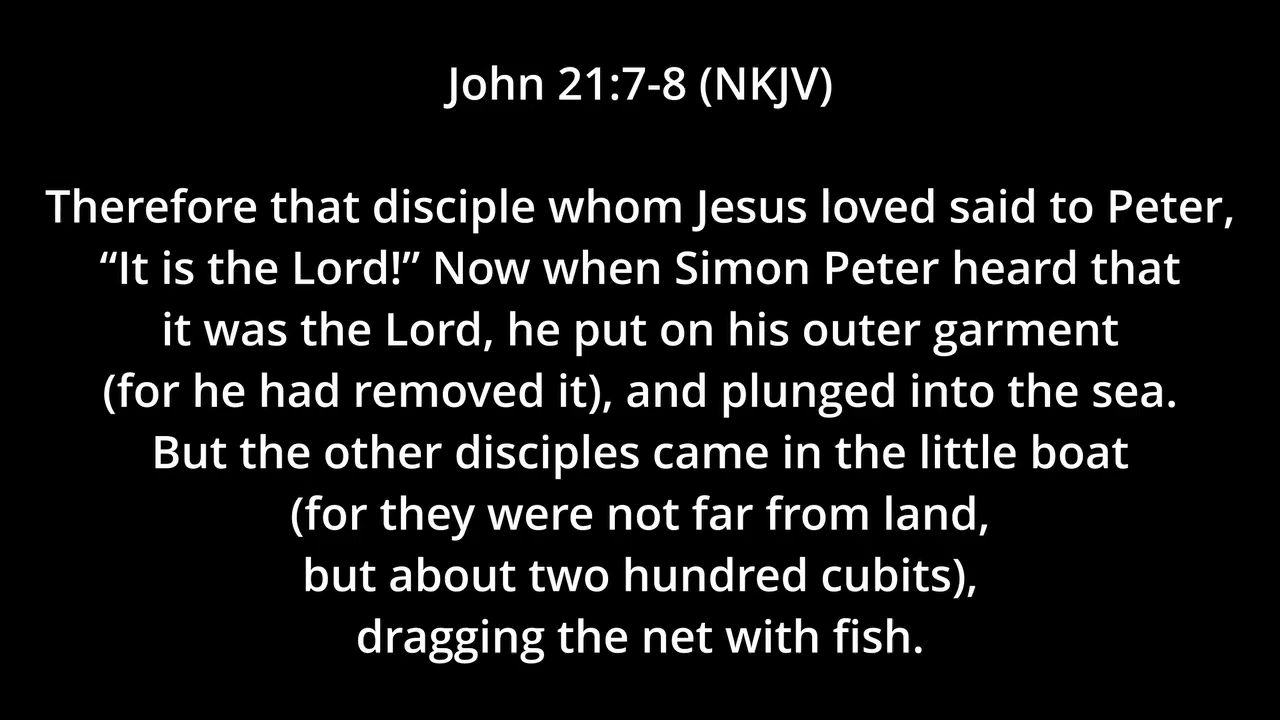 John 21:7-8 (NKJV)
Therefore that disciple whom Jesus loved said to Peter,
“It is the Lord!” Now when Simon Peter heard that
it was the Lord, he put on his outer garment
(for he had removed it), and plunged into the sea.
But the other disciples came in the little boat
(for they were not far from land,
but about two hundred cubits),
dragging the net with fish.